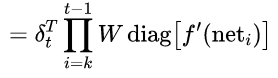 = δ_t^T ∏_{i=k}^{t-1} W diag[f′(net_i)]